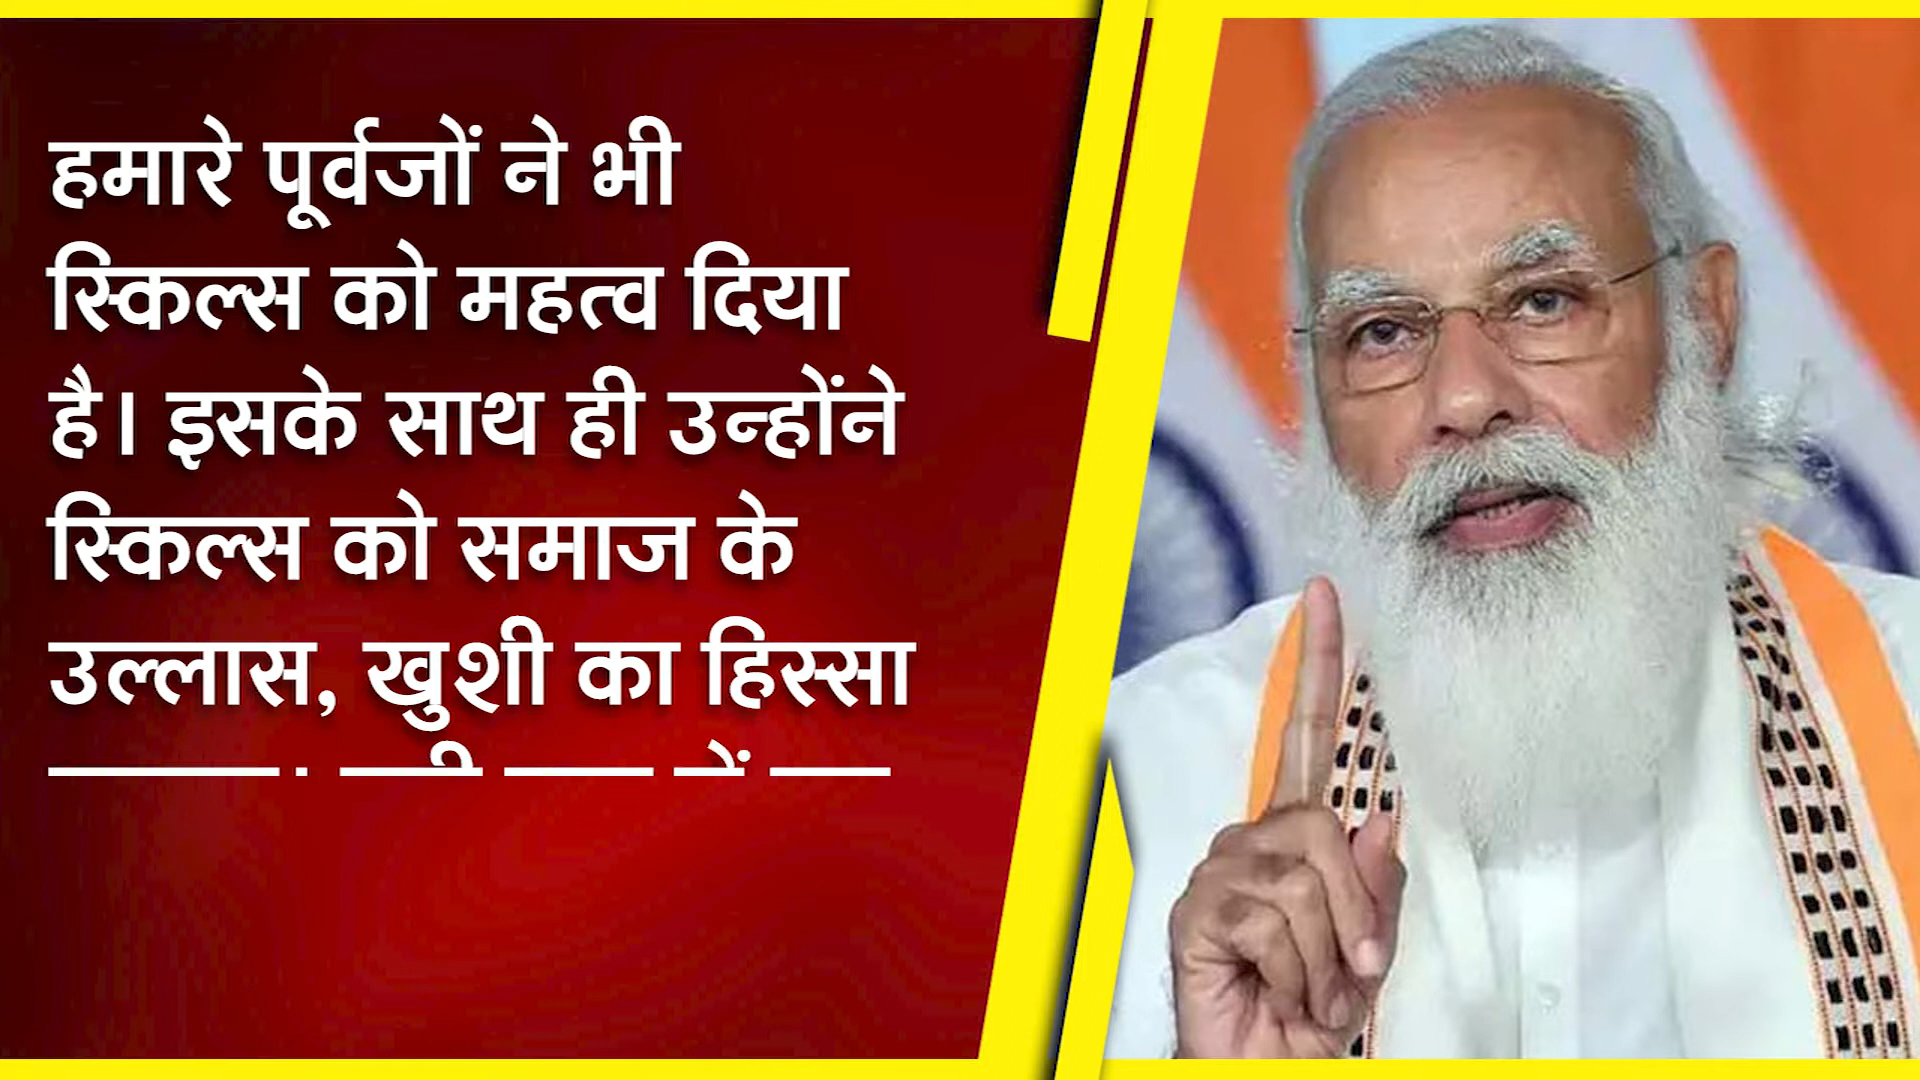 हमारे पूर्वजों ने भी
स्किल्स को महत्व दिया
है। इसके साथ ही उन्होंने
स्किल्स को समाज के
उल्लास, खुशी का हिस्सा